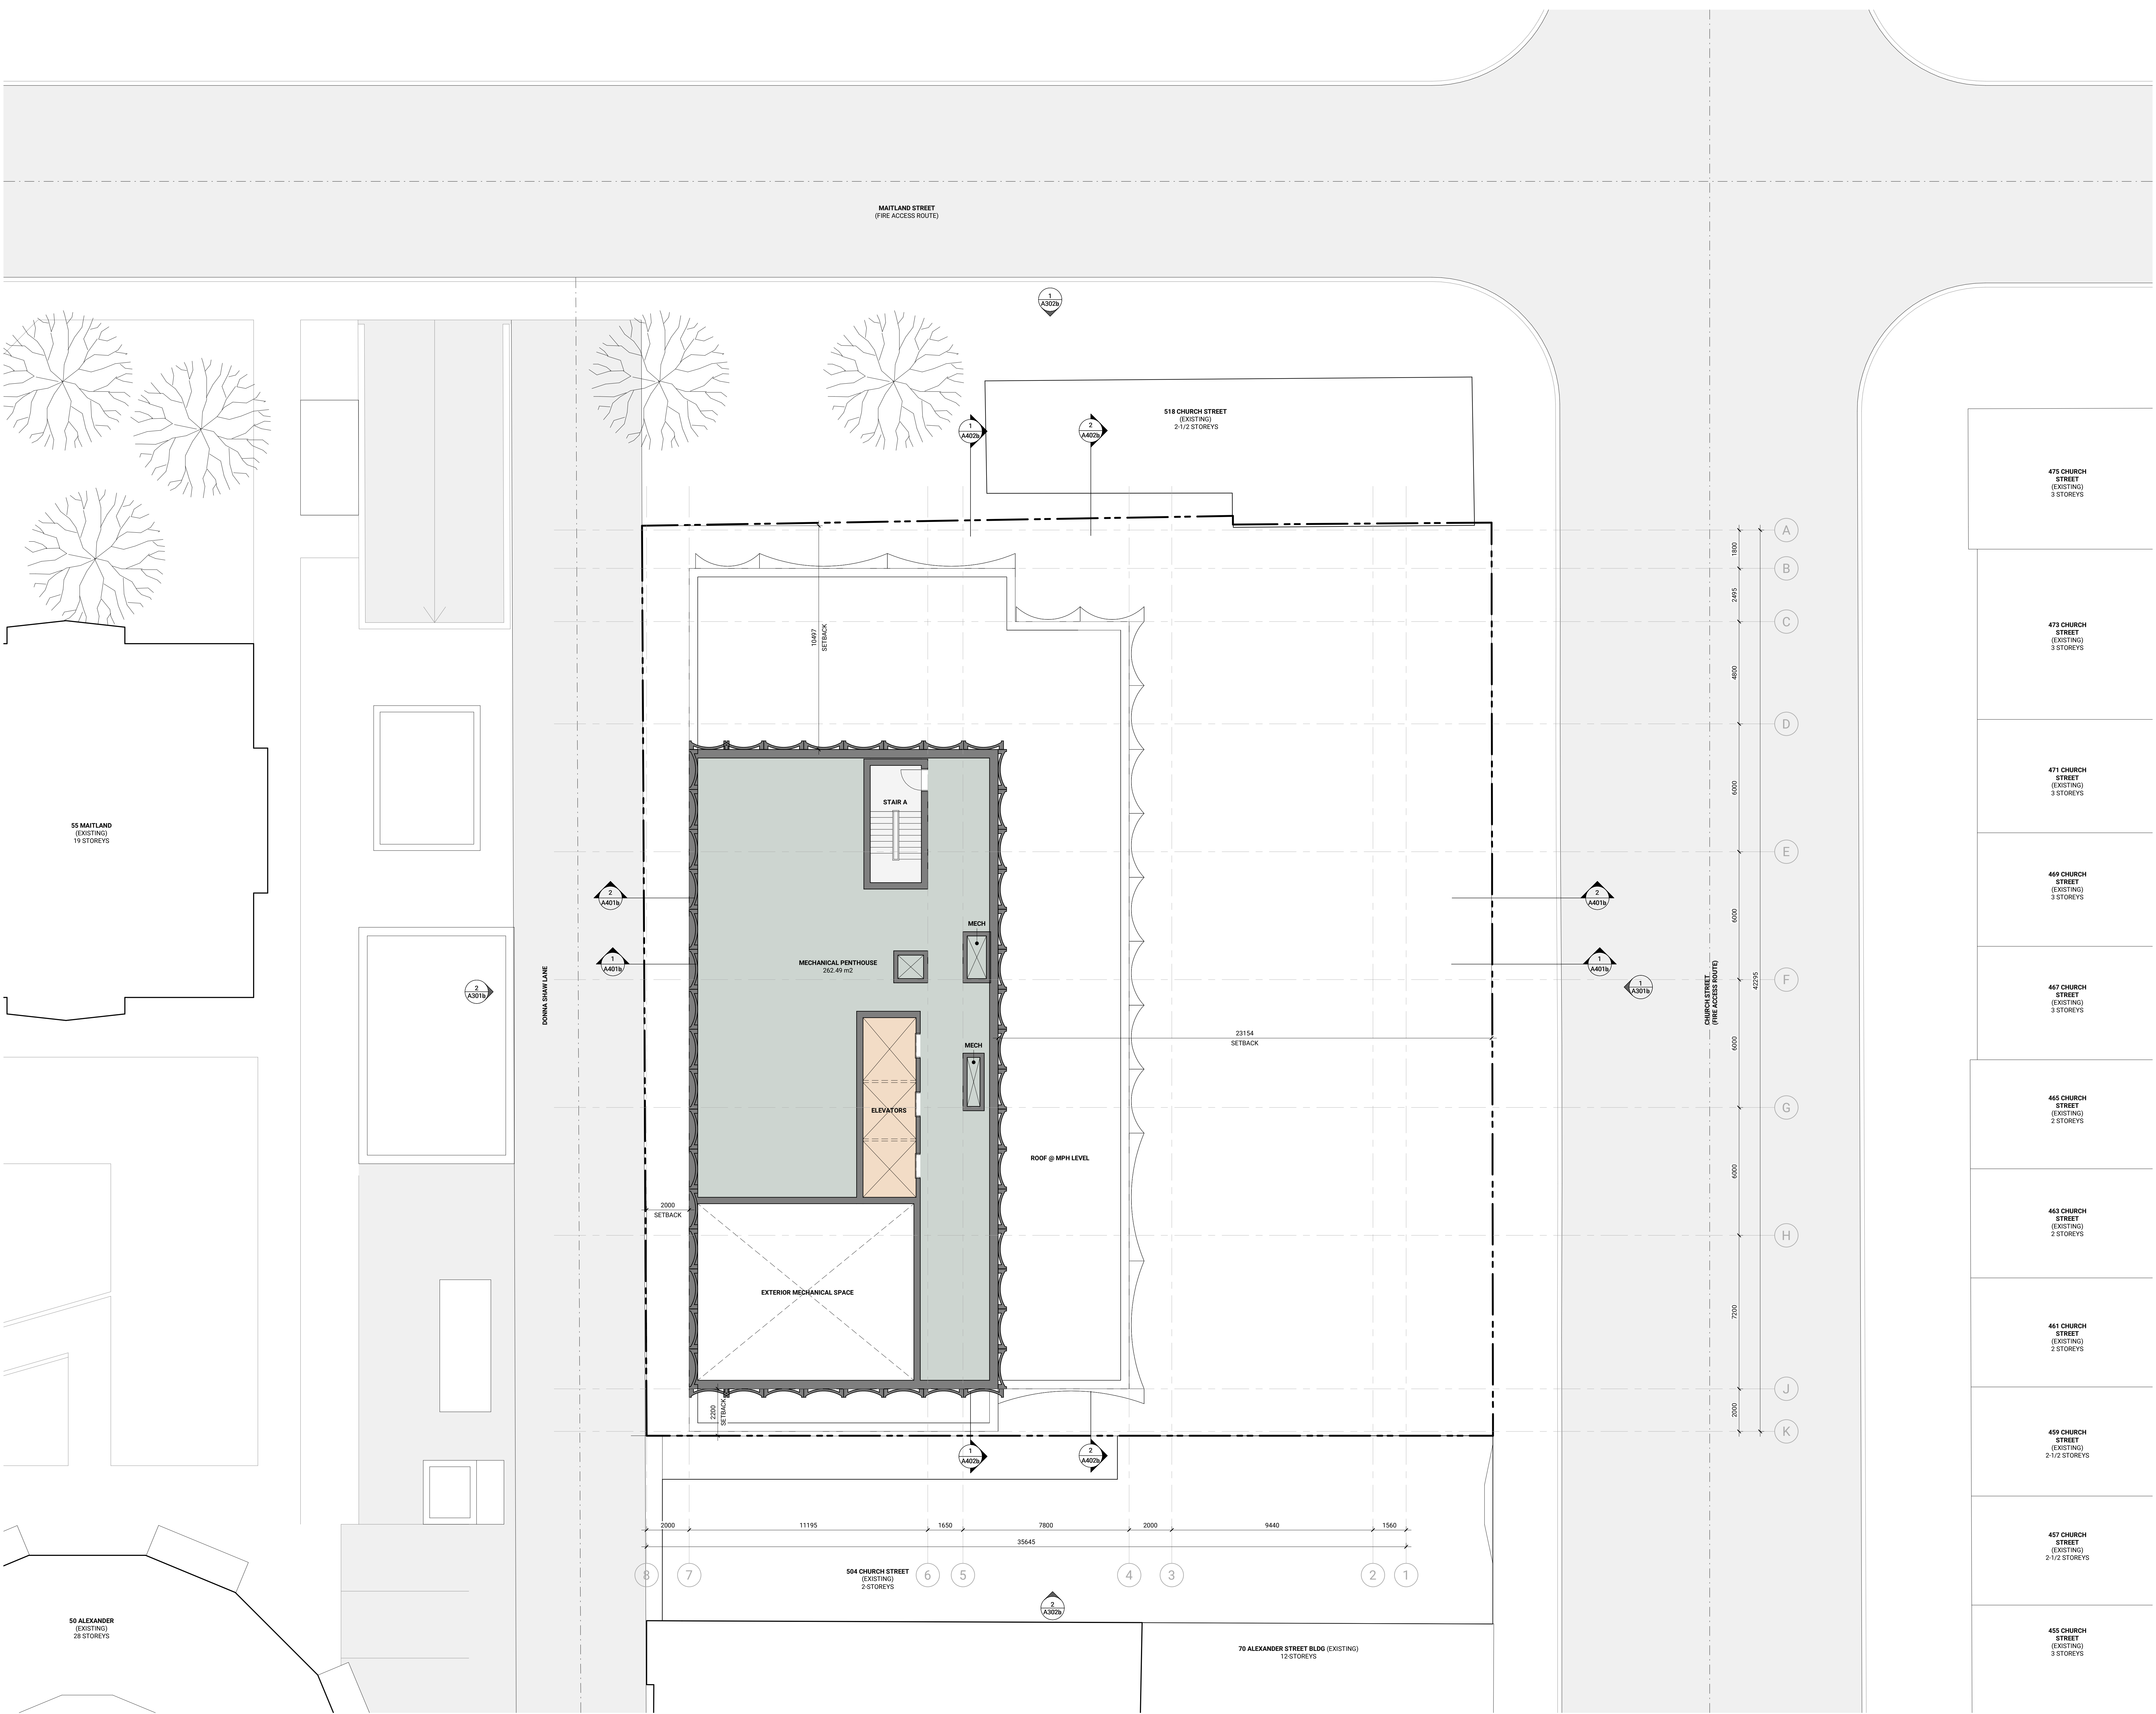 MAITLAND STREET
(FIRE ACCESS ROUTE)
1
A302b
518 CHURCH STREET
(EXISTING)
2-1/2 STOREYS
1
A402b
2
A402b
475 CHURCH
STREET
(EXISTING)
3 STOREYS
A
1800
B
2495
C
4800
D
6000
E
6000
F
6000
G
6000
H
7200
J
2000
K
42295
473 CHURCH
STREET
(EXISTING)
3 STOREYS
10497
SETBACK
471 CHURCH
STREET
(EXISTING)
3 STOREYS
STAIR A
55 MAITLAND
(EXISTING)
19 STOREYS
469 CHURCH
STREET
(EXISTING)
3 STOREYS
2
A401b
2
A401b
MECH
MECHANICAL PENTHOUSE
262.49 m2
1
A401b
1
A401b
2
A301b
1
A301b
DONNA SHAW LANE
CHURCH STREET
(FIRE ACCESS ROUTE)
467 CHURCH
STREET
(EXISTING)
3 STOREYS
23154
SETBACK
MECH
ELEVATORS
465 CHURCH
STREET
(EXISTING)
2 STOREYS
ROOF @ MPH LEVEL
2000
SETBACK
463 CHURCH
STREET
(EXISTING)
2 STOREYS
EXTERIOR MECHANICAL SPACE
461 CHURCH
STREET
(EXISTING)
2 STOREYS
2200
SETBACK
1
A402b
2
A402b
459 CHURCH
STREET
(EXISTING)
2-1/2 STOREYS
2000
11195
1650
7800
2000
9440
1560
35645
457 CHURCH
STREET
(EXISTING)
2-1/2 STOREYS
8
7
6
5
4
3
2
1
504 CHURCH STREET
(EXISTING)
2-STOREYS
2
A302b
50 ALEXANDER
(EXISTING)
28 STOREYS
70 ALEXANDER STREET BLDG (EXISTING)
12-STOREYS
455 CHURCH
STREET
(EXISTING)
3 STOREYS